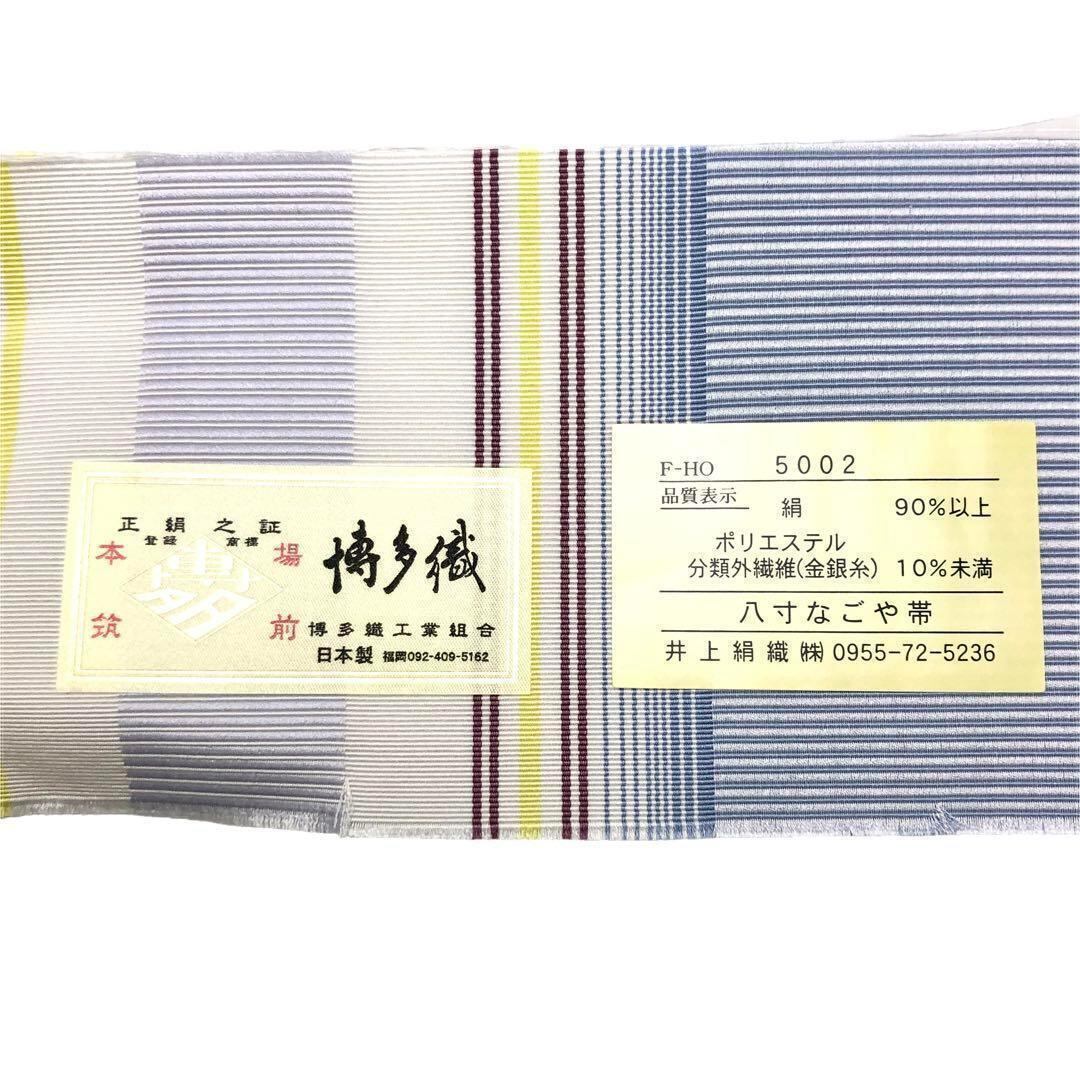 正絹之証
登録 商標
本場
筑前
博多
博多織
博多織工業組合
日本製 福岡092-409-5162
F-HO 5002
品質表示
絹 90%以上
ポリエステル
分類外繊維(金銀糸) 10%未満
八寸なごや帯
井上絹織㈱ 0955-72-5236